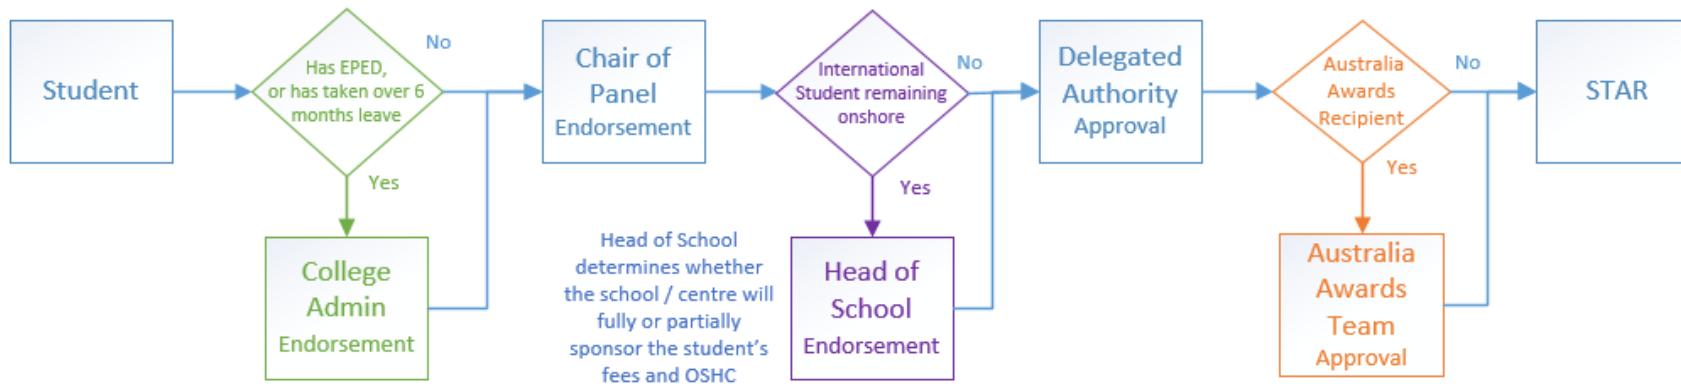 Student
Has EPED,
or has taken over 6
months leave
No
Yes
College
Admin
Endorsement
Chair of
Panel
Endorsement
International
Student remaining
onshore
No
Yes
Head of School
determines whether
the school / centre will
fully or partially
sponsor the student's
fees and OSHC
Head of
School
Endorsement
Delegated
Authority
Approval
Australia
Awards
Recipient
No
Yes
Australia
Awards
Team
Approval
STAR